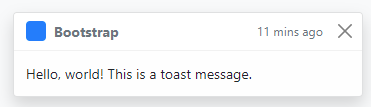 Bootstrap 11 mins ago
Hello, world! This is a toast message.